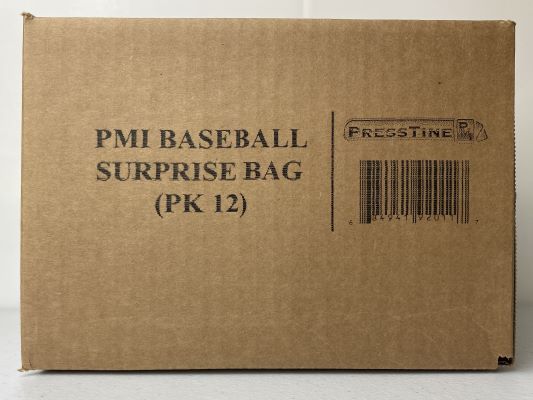 PMI BASEBALL
SURPRISE BAG
(PK 12)
PRESSTINE